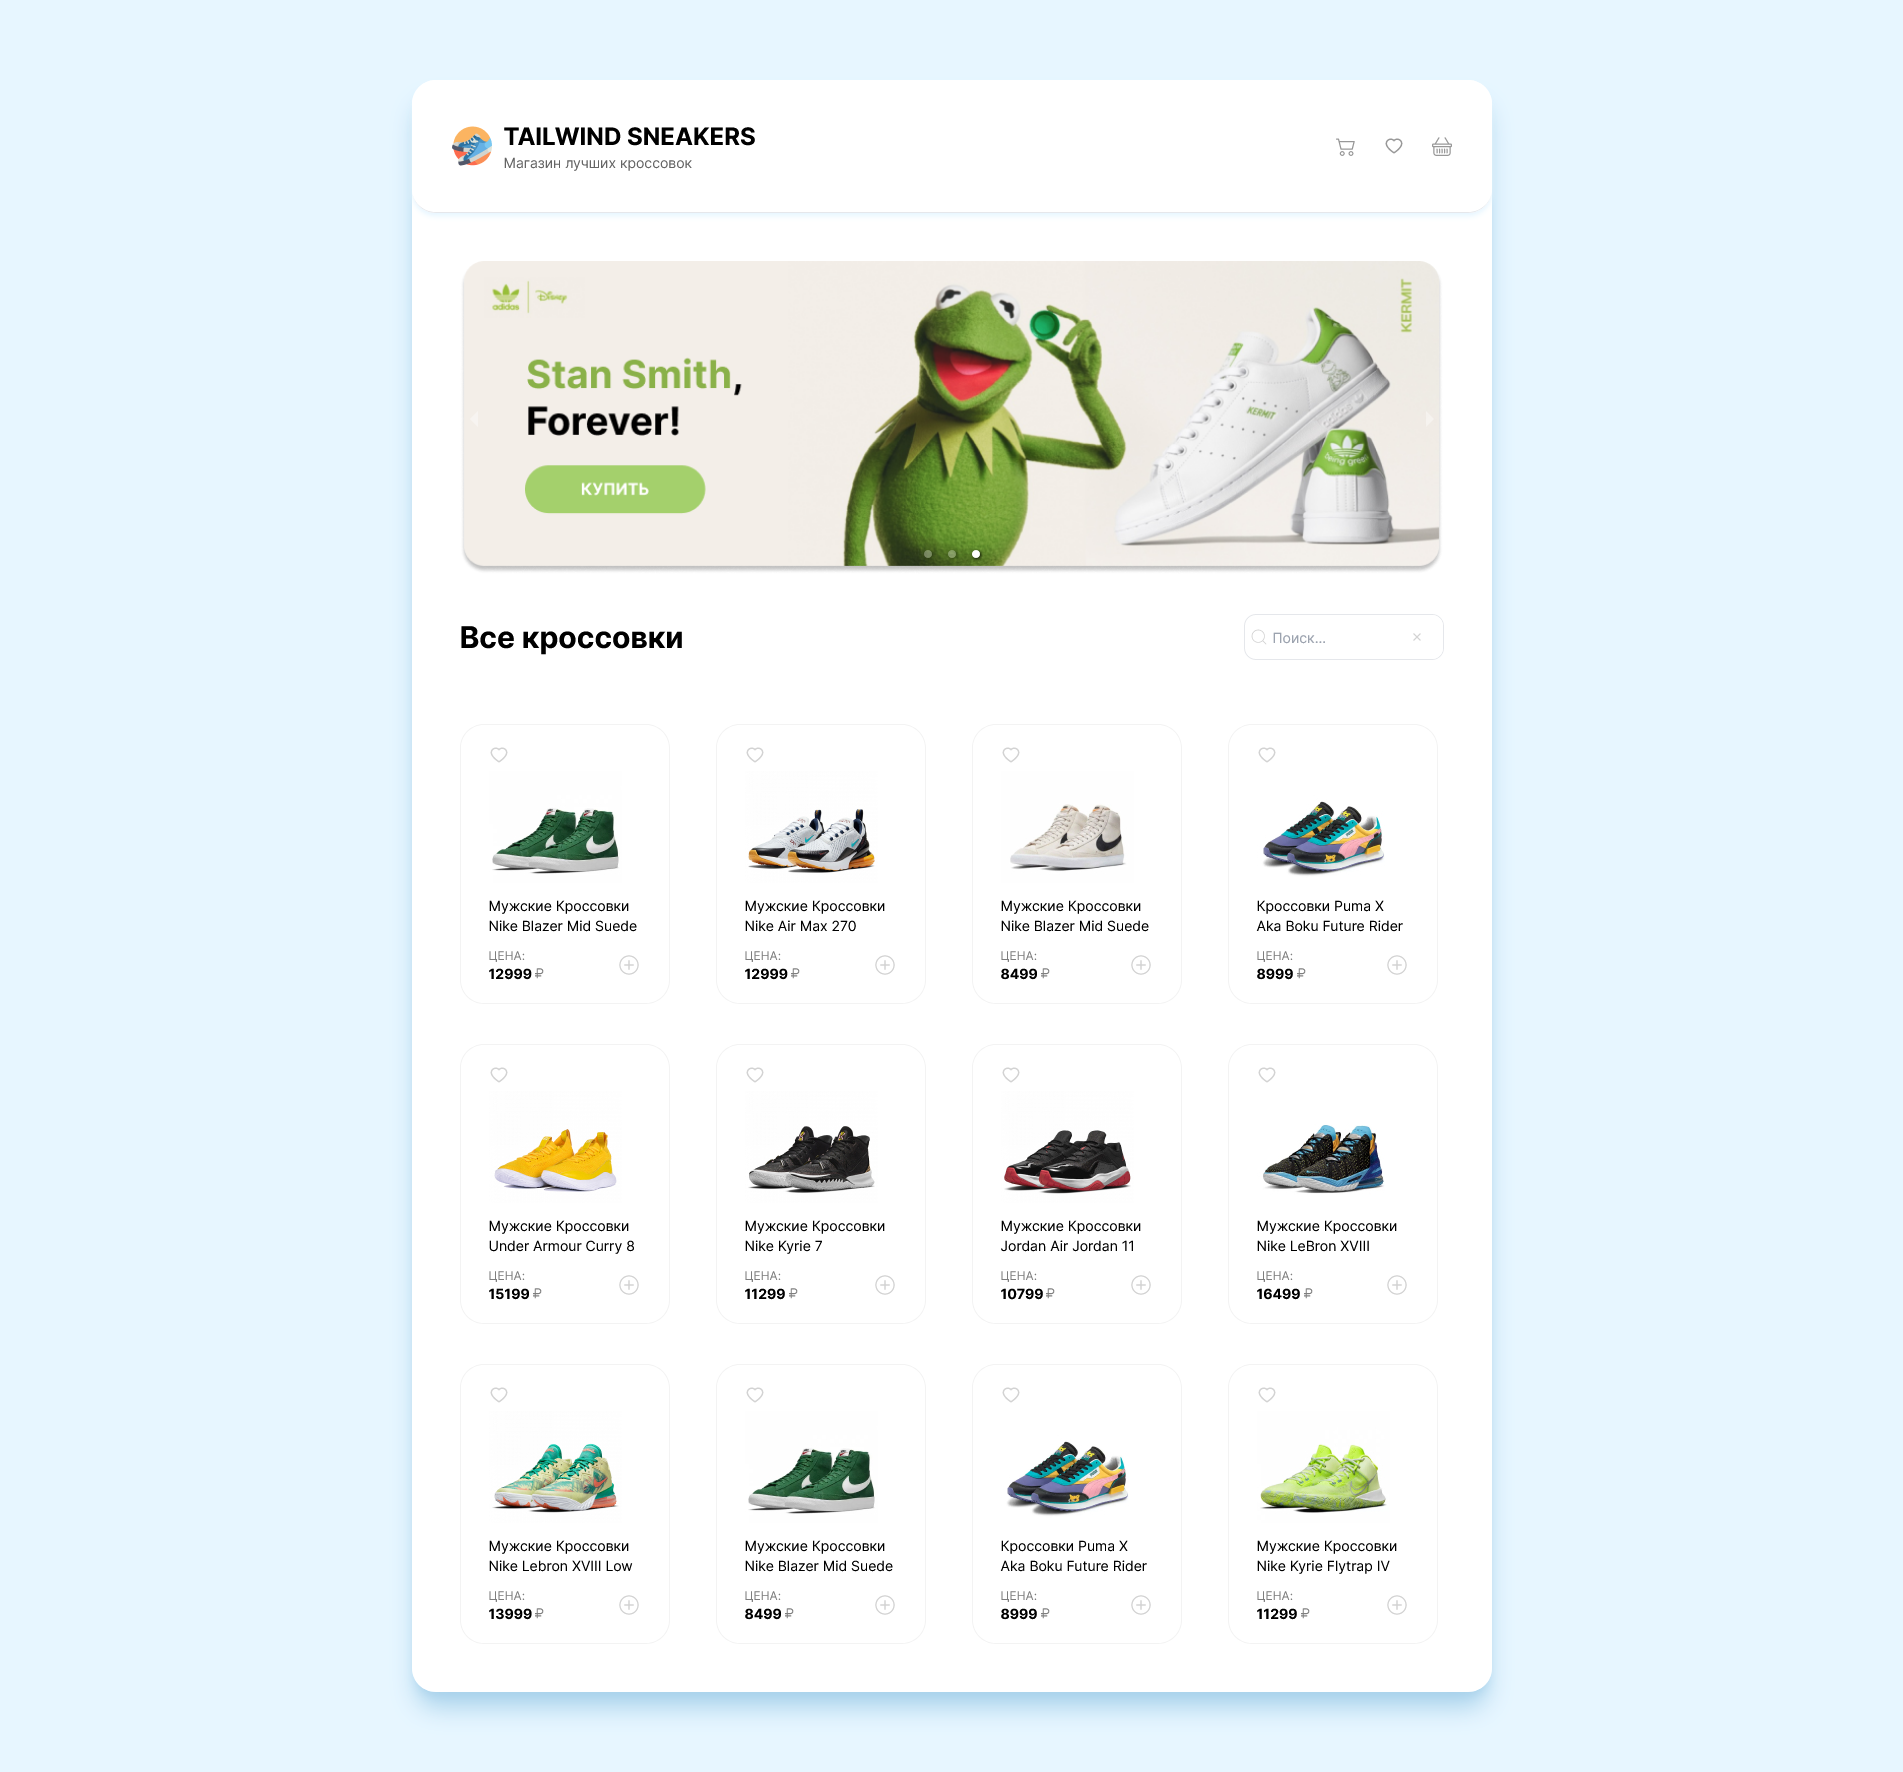 TAILWIND SNEAKERS
Магазин лучших кроссовок
adidas
Disney
KERMIT
Stan Smith,
Forever!
КУПИТЬ
KERMIT
being green
Все кроссовки
Поиск...
Мужские Кроссовки
Nike Blazer Mid Suede
ЦЕНА:
12999 ₽
Мужские Кроссовки
Nike Air Max 270
ЦЕНА:
12999 ₽
Мужские Кроссовки
Nike Blazer Mid Suede
ЦЕНА:
8499 ₽
Кроссовки Puma X
Aka Boku Future Rider
ЦЕНА:
8999 ₽
Мужские Кроссовки
Under Armour Curry 8
ЦЕНА:
15199 ₽
Мужские Кроссовки
Nike Kyrie 7
ЦЕНА:
11299 ₽
Мужские Кроссовки
Jordan Air Jordan 11
ЦЕНА:
10799 ₽
Мужские Кроссовки
Nike LeBron XVIII
ЦЕНА:
16499 ₽
Мужские Кроссовки
Nike Lebron XVIII Low
ЦЕНА:
13999 ₽
Мужские Кроссовки
Nike Blazer Mid Suede
ЦЕНА:
8499 ₽
Кроссовки Puma X
Aka Boku Future Rider
ЦЕНА:
8999 ₽
Мужские Кроссовки
Nike Kyrie Flytrap IV
ЦЕНА:
11299 ₽